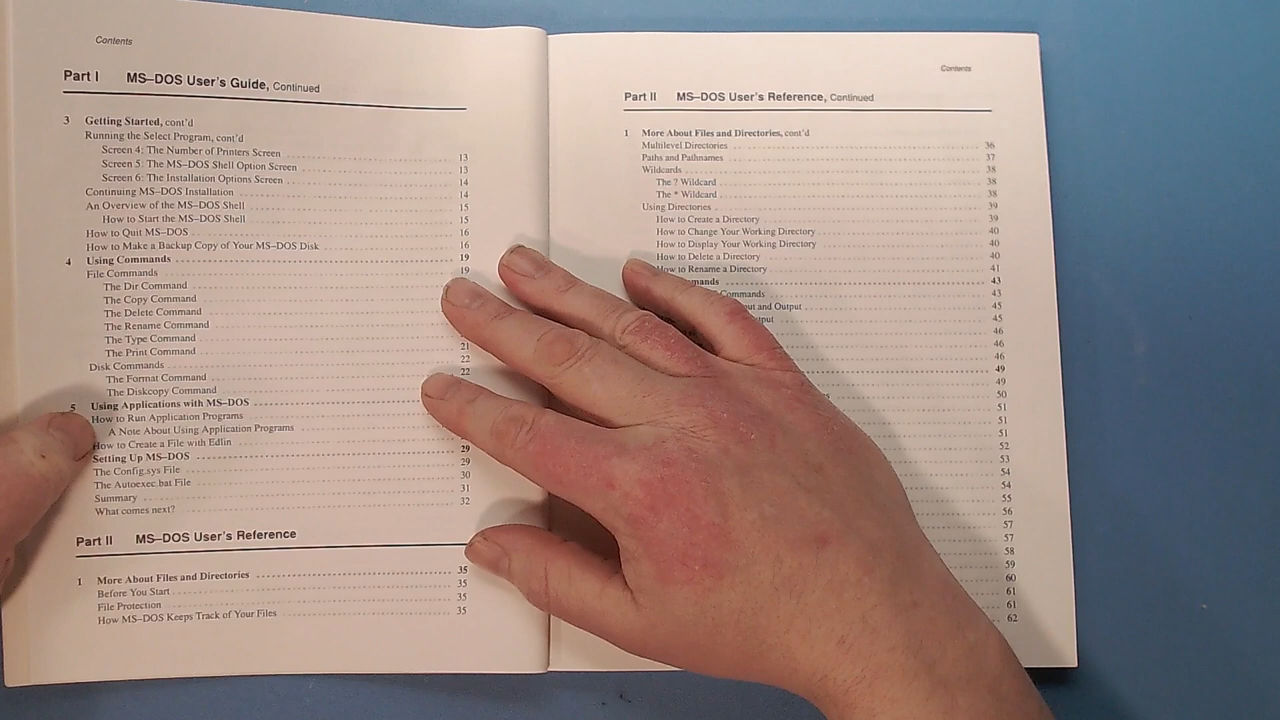 Contents
Part I MS–DOS User's Guide, Continued
3 Getting Started, cont'd
Running the Select Program, cont'd
Screen 4: The Number of Printers Screen 13
Screen 5: The MS–DOS Shell Option Screen 13
Screen 6: The Installation Options Screen 14
Continuing MS–DOS Installation 14
An Overview of the MS–DOS Shell 15
How to Start the MS–DOS Shell 15
How to Quit MS–DOS 16
How to Make a Backup Copy of Your MS–DOS Disk 16
4 Using Commands 19
File Commands 19
The Dir Command
The Copy Command
The Delete Command
The Rename Command
The Type Command
The Print Command 21
Disk Commands 22
The Format Command 22
The Diskcopy Command
5 Using Applications with MS–DOS
How to Run Application Programs
A Note About Using Application Programs
How to Create a File with Edlin
Setting Up MS–DOS 29
The Config.sys File 29
The Autoexec.bat File 30
Summary 31
What comes next? 32
Part II MS–DOS User's Reference
1 More About Files and Directories 35
Before You Start 35
File Protection 35
How MS–DOS Keeps Track of Your Files 35
Contents
Part II MS–DOS User's Reference, Continued
1 More About Files and Directories, cont'd
Multilevel Directories 36
Paths and Pathnames 37
Wildcards 38
The ? Wildcard 38
The * Wildcard 38
Using Directories 39
How to Create a Directory 39
How to Change Your Working Directory 40
How to Display Your Working Directory 40
How to Delete a Directory 40
How to Rename a Directory 41
43
Commands 43
and Output 45
45
46
46
46
49
49
50
51
51
51
52
53
54
54
55
56
57
57
58
59
60
61
61
62